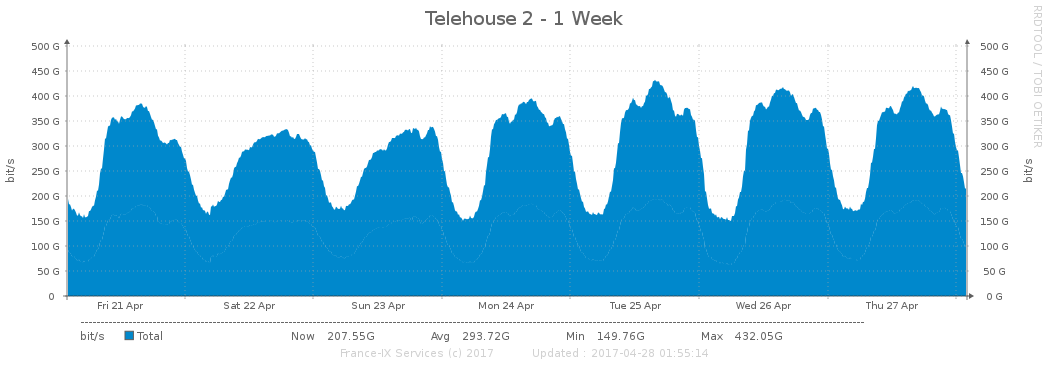 Telehouse 2 - 1 Week
RRDTOOL / TOBI OETIKER
500 G 500 G
450 G 450 G
400 G 400 G
350 G 350 G
300 G 300 G
250 G 250 G
200 G 200 G
150 G 150 G
100 G 100 G
50 G 50 G
0 0 G
bit/s bit/s
Fri 21 Apr Sat 22 Apr Sun 23 Apr Mon 24 Apr Tue 25 Apr Wed 26 Apr Thu 27 Apr
bit/s Total Now 207.55G Avg 293.72G Min 149.76G Max 432.05G
France-IX Services (c) 2017 Updated : 2017-04-28 01:55:14